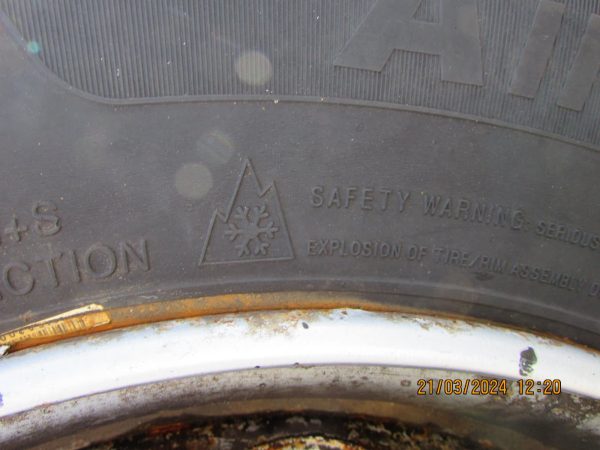 SAFETY WARNING: SERIOUS
EXPLOSION OF TIRE/RIM ASSEMBLY
+S
CTION
21/03/2024 12:20